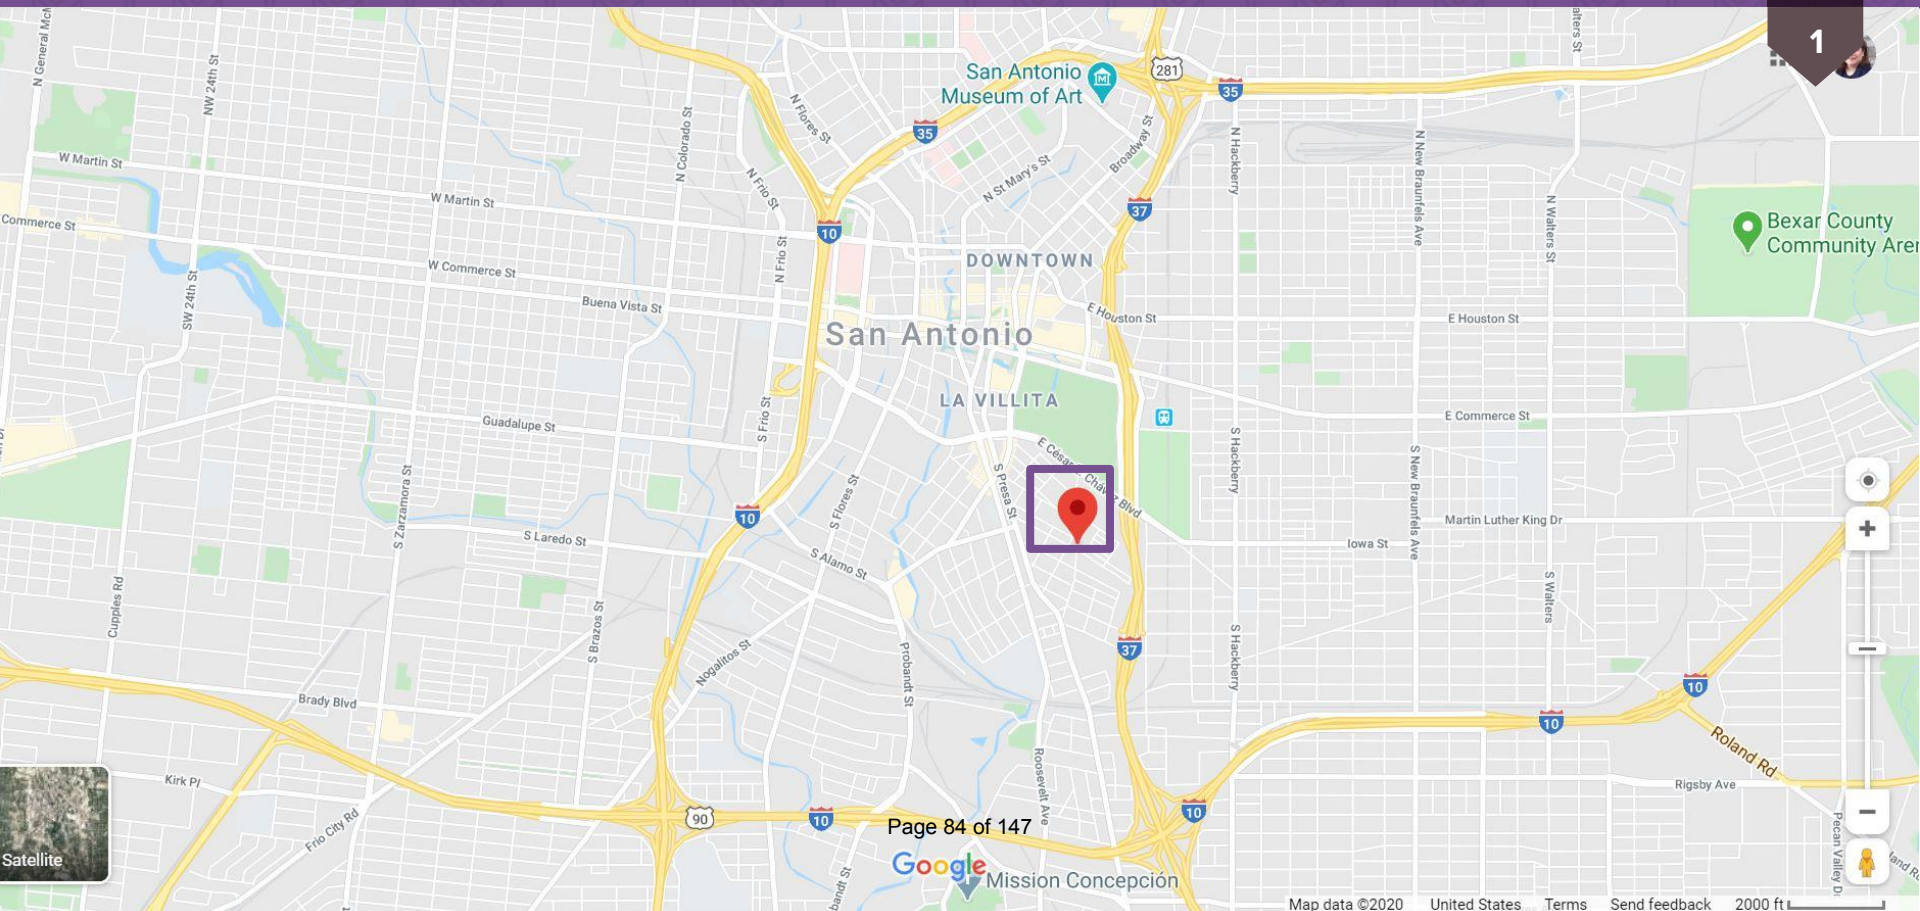 1
N General McM
NW 24th St
N Colorado St
N Flores St
San Antonio
Museum of Art
281
35
35
W Martin St
N Frio St
N St Mary's St
Broadway St
N Hackberry
N New Braunfels Ave
N Walters St
W Martin St
37
10
Bexar County
Community Aren
Commerce St
N Frio St
DOWNTOWN
W Commerce St
SW 24th St
Buena Vista St
E Houston St
E Houston St
San Antonio
LA VILLITA
S Frio St
Guadalupe St
E Commerce St
E César E. Chávez Blvd
S Presa St
S Hackberry
S New Braunfels Ave
S Zarzamora St
S Flores St
10
Martin Luther King Dr
S Laredo St
Iowa St
S Alamo St
Cupples Rd
S Brazos St
S Walters
S Hackberry
Nogalitos St
Probandt St
37
10
Brady Blvd
10
Roland Rd
Roosevelt Ave
Kirk Pl
Rigsby Ave
Frio City Rd
90
10
10
Page 84 of 147
Pecan Valley Dr
Satellite
Google
Mission Concepción
bandt St
land Rd
Map data ©2020 United States Terms Send feedback 2000 ft